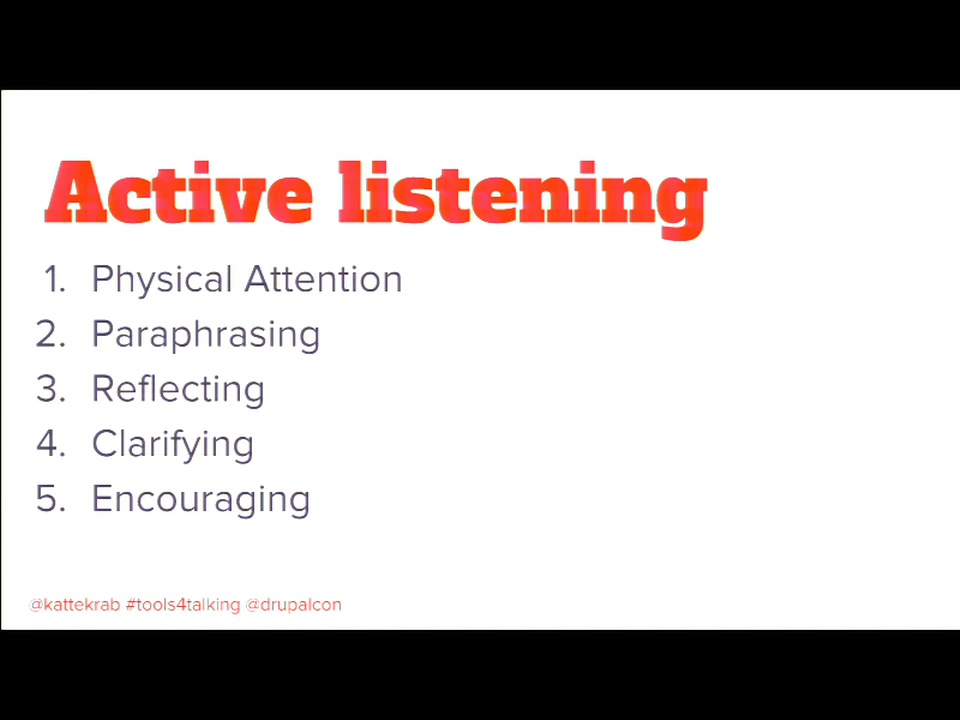 Active listening
1. Physical Attention
2. Paraphrasing
3. Reflecting
4. Clarifying
5. Encouraging
@kattekrab #tools4talking @drupalcon